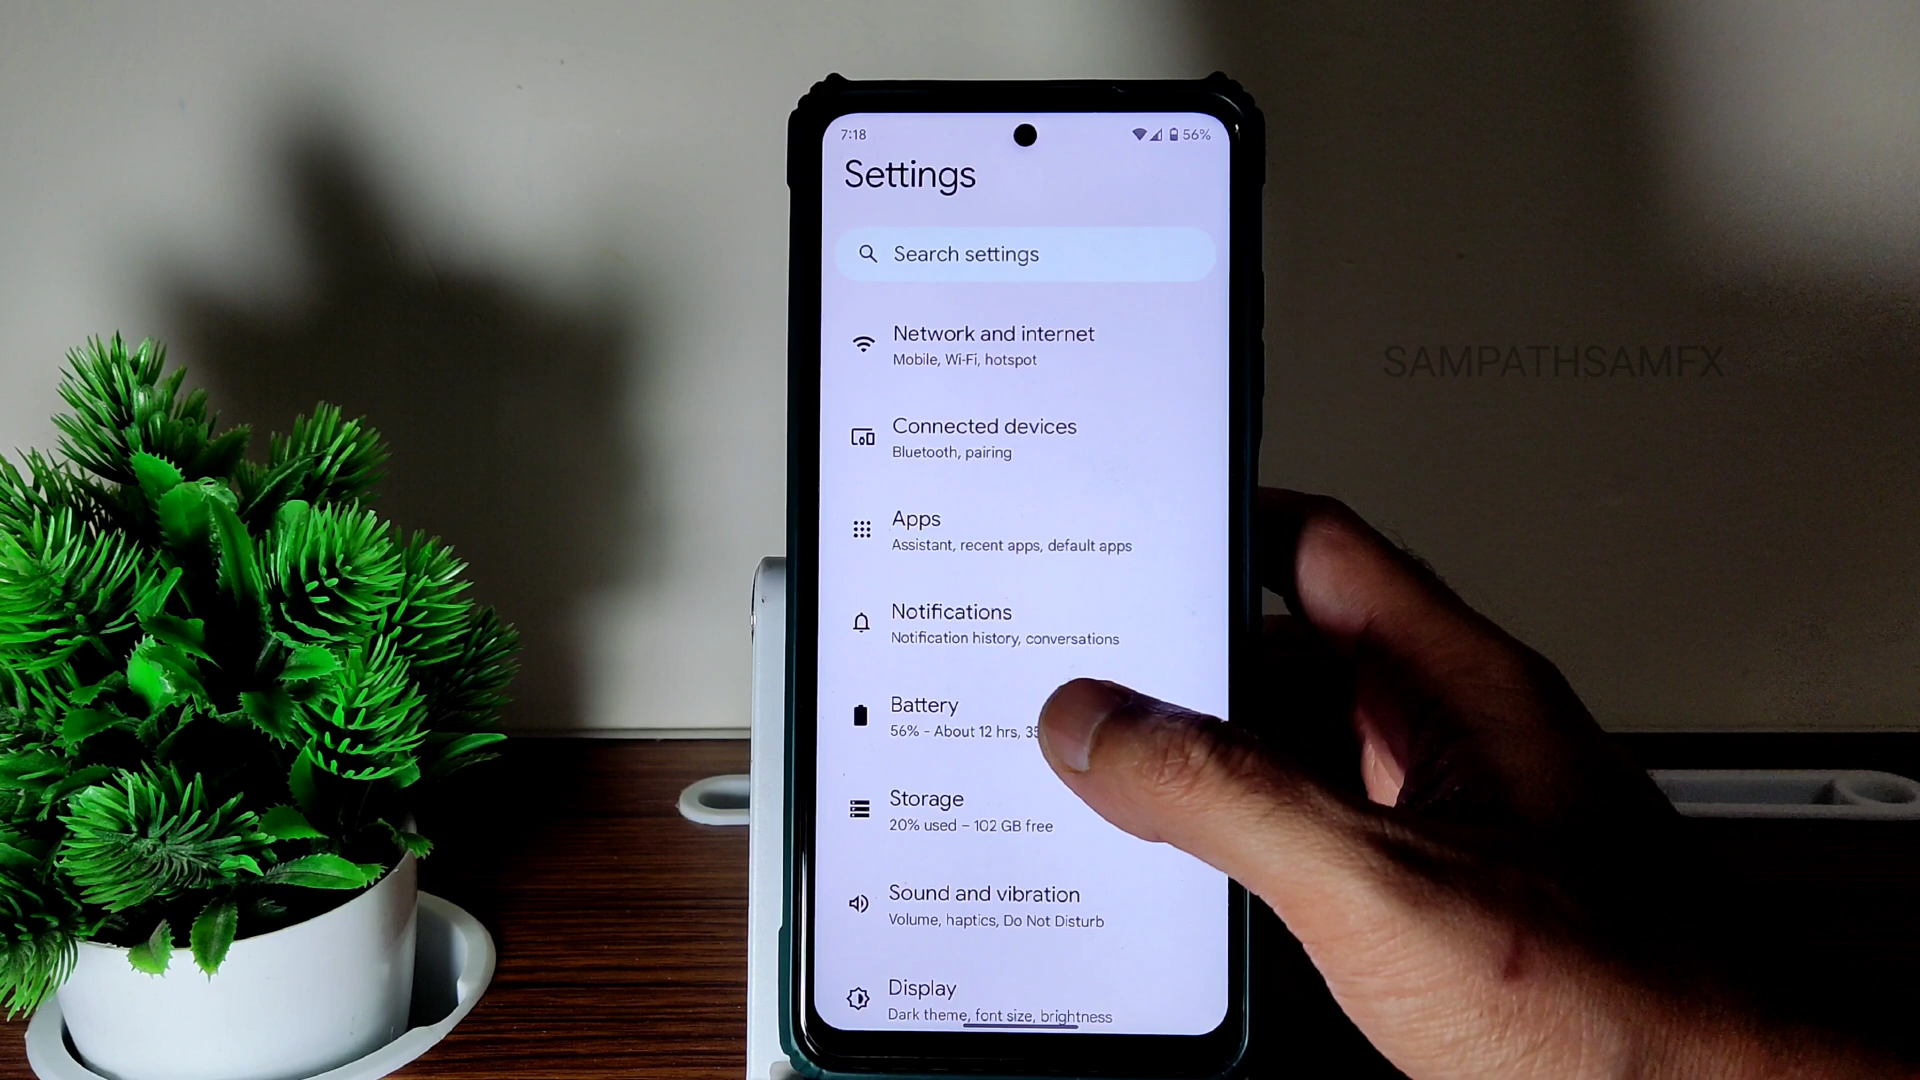 7:18
56%
Settings
Search settings
Network and internet
Mobile, Wi-Fi, hotspot
Connected devices
Bluetooth, pairing
Apps
Assistant, recent apps, default apps
Notifications
Notification history, conversations
Battery
56% - About 12 hrs,
Storage
20% used – 102 GB free
Sound and vibration
Volume, haptics, Do Not Disturb
Display
Dark theme, font size, brightness
SAMPATHSAMFX